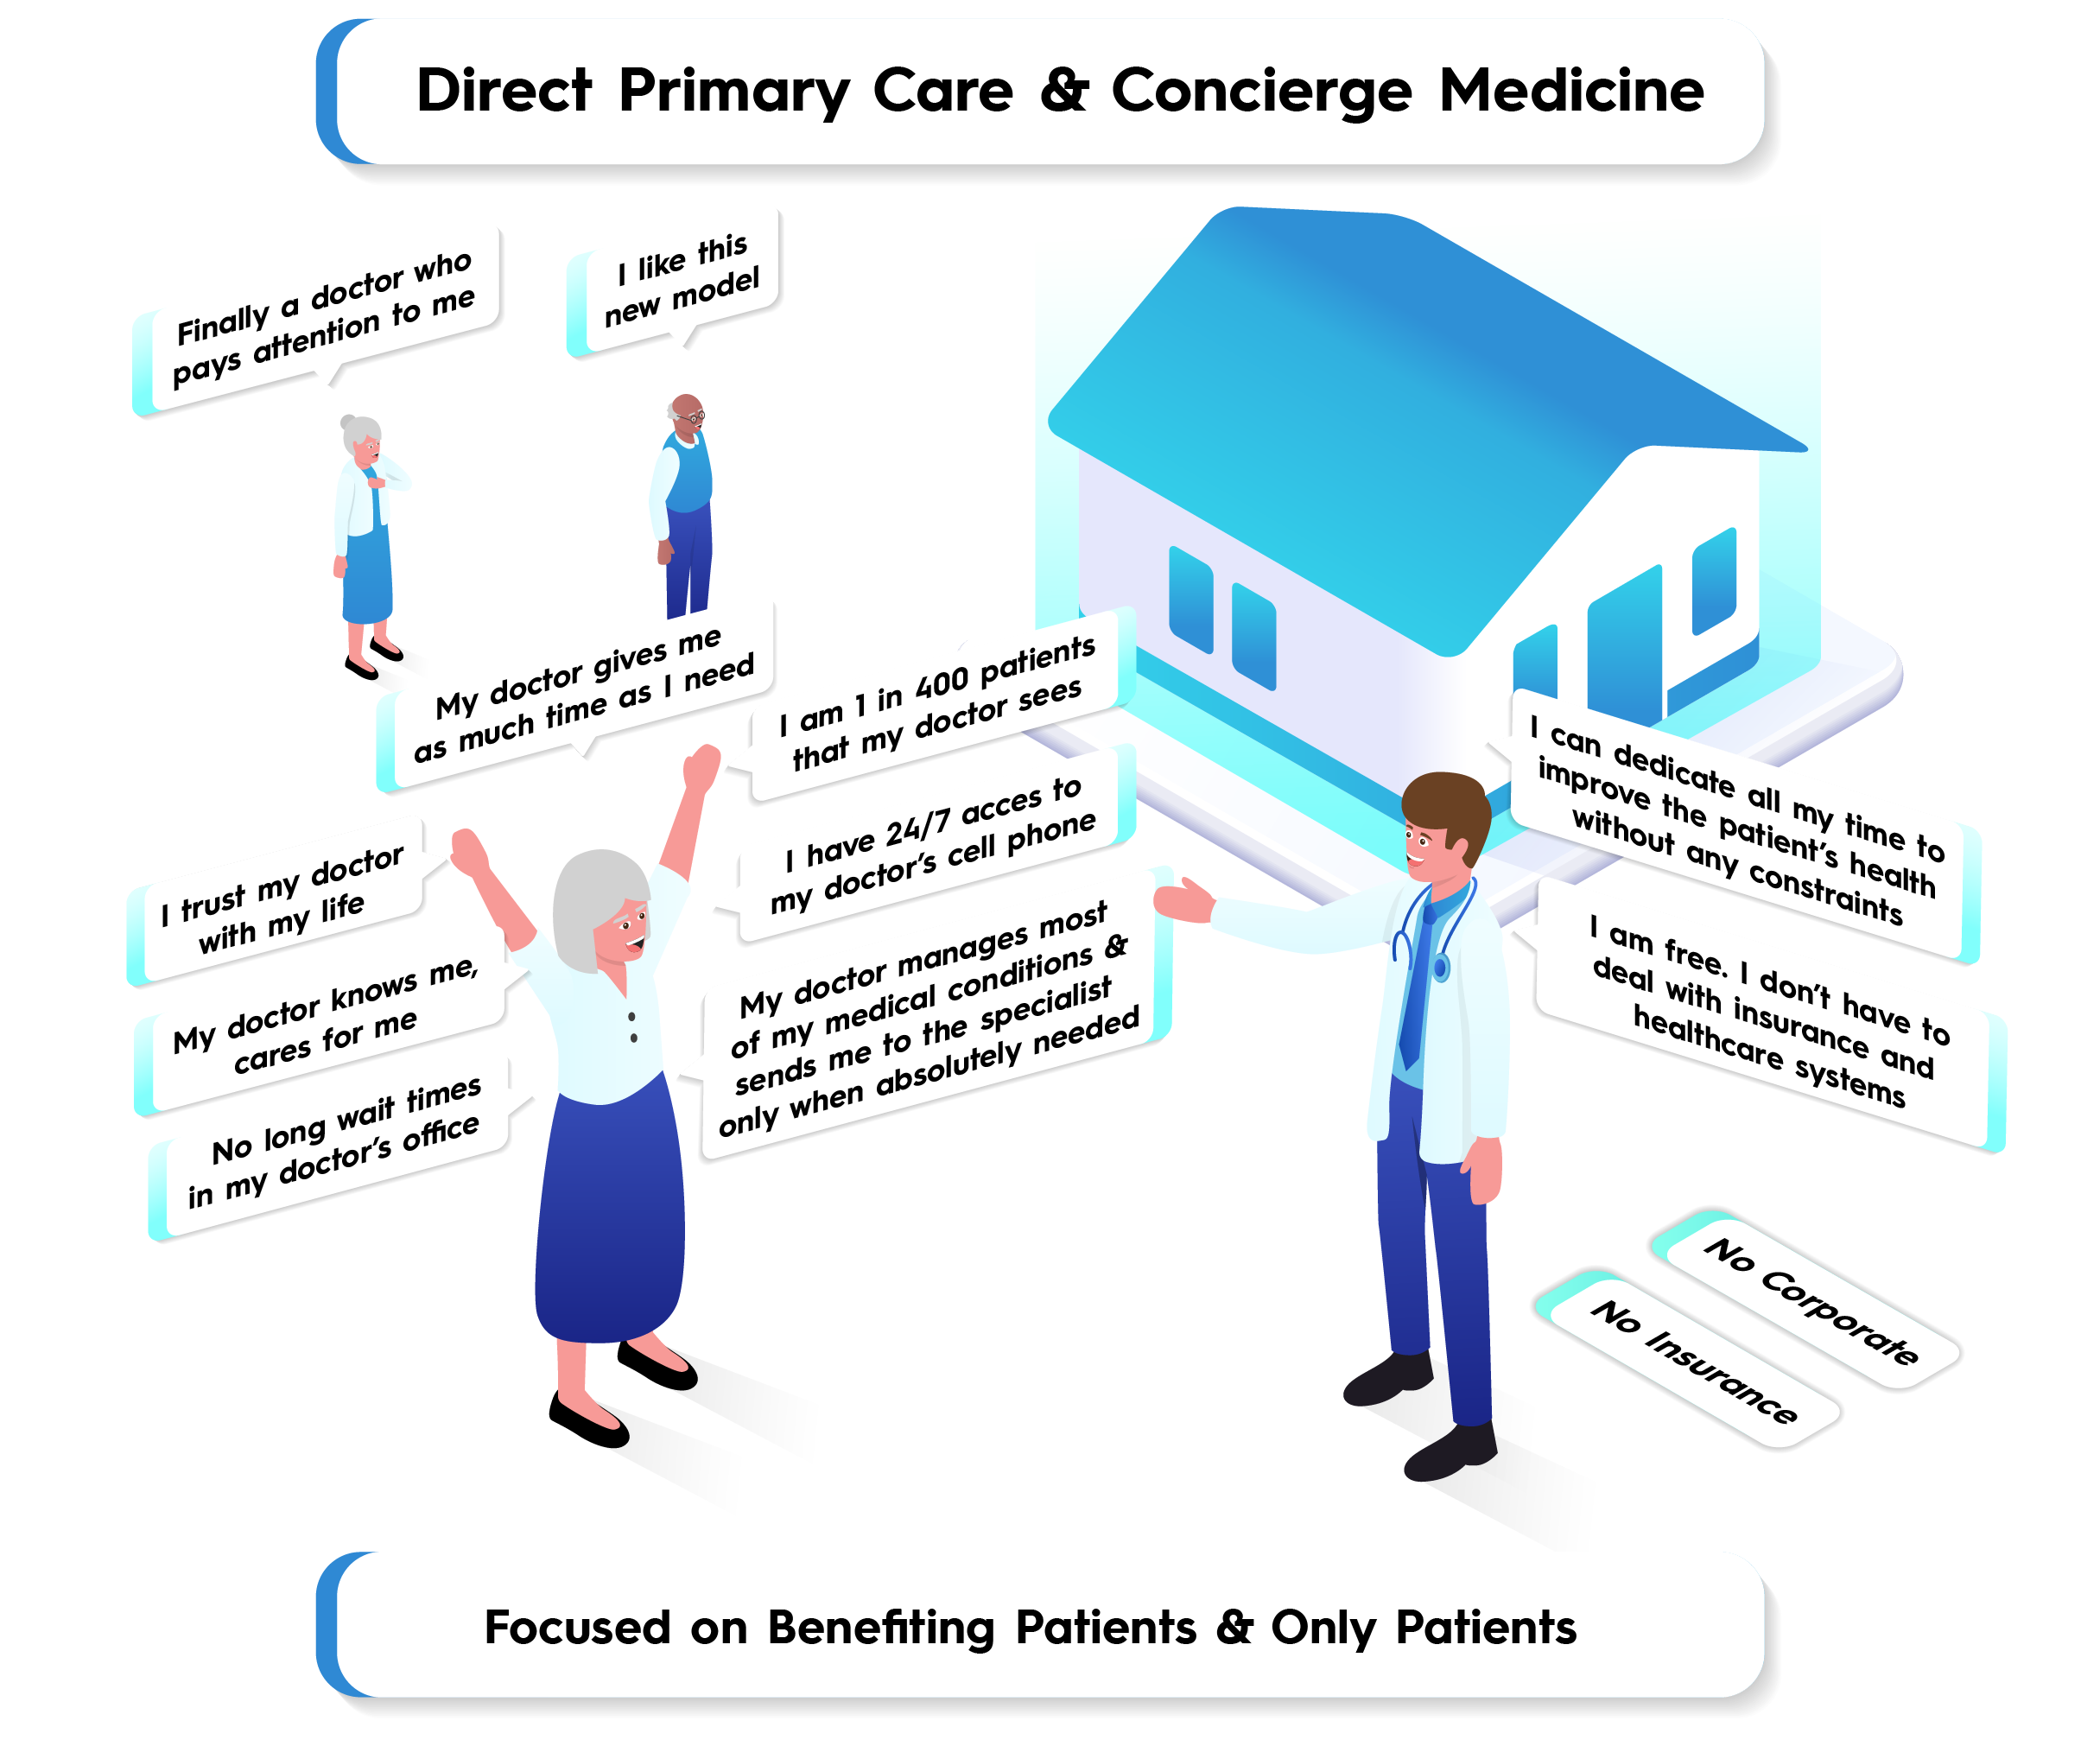 Direct Primary Care & Concierge Medicine
Finally a doctor who
pays attention to me
I like this
new model
My doctor gives me
as much time as I need
I am 1 in 400 patients
that my doctor sees
I have 24/7 acces to
my doctor's cell phone
My doctor manages most
of my medical conditions &
sends me to the specialist
only when absolutely needed
I trust my doctor
with my life
My doctor knows me,
cares for me
No long wait times
in my doctor's office
I can dedicate all my time to
improve the patient's health
without any constraints
I am free. I don't have to
deal with insurance and
healthcare systems
No Corporate
No Insurance
Focused on Benefiting Patients & Only Patients